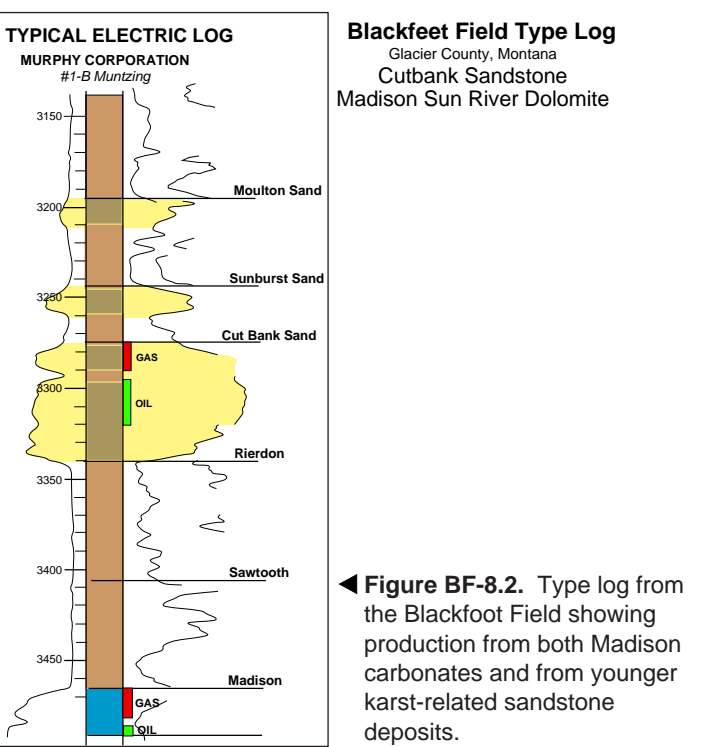 TYPICAL ELECTRIC LOG
MURPHY CORPORATION
#1-B Muntzing
3150
Moulton Sand
3200
Sunburst Sand
3250
Cut Bank Sand
GAS
3300
OIL
Rierdon
3350
Sawtooth
3400
3450
Madison
GAS
OIL
Blackfeet Field Type Log
Glacier County, Montana
Cutbank Sandstone
Madison Sun River Dolomite
Figure BF-8.2. Type log from
the Blackfoot Field showing
production from both Madison
carbonates and from younger
karst-related sandstone
deposits.